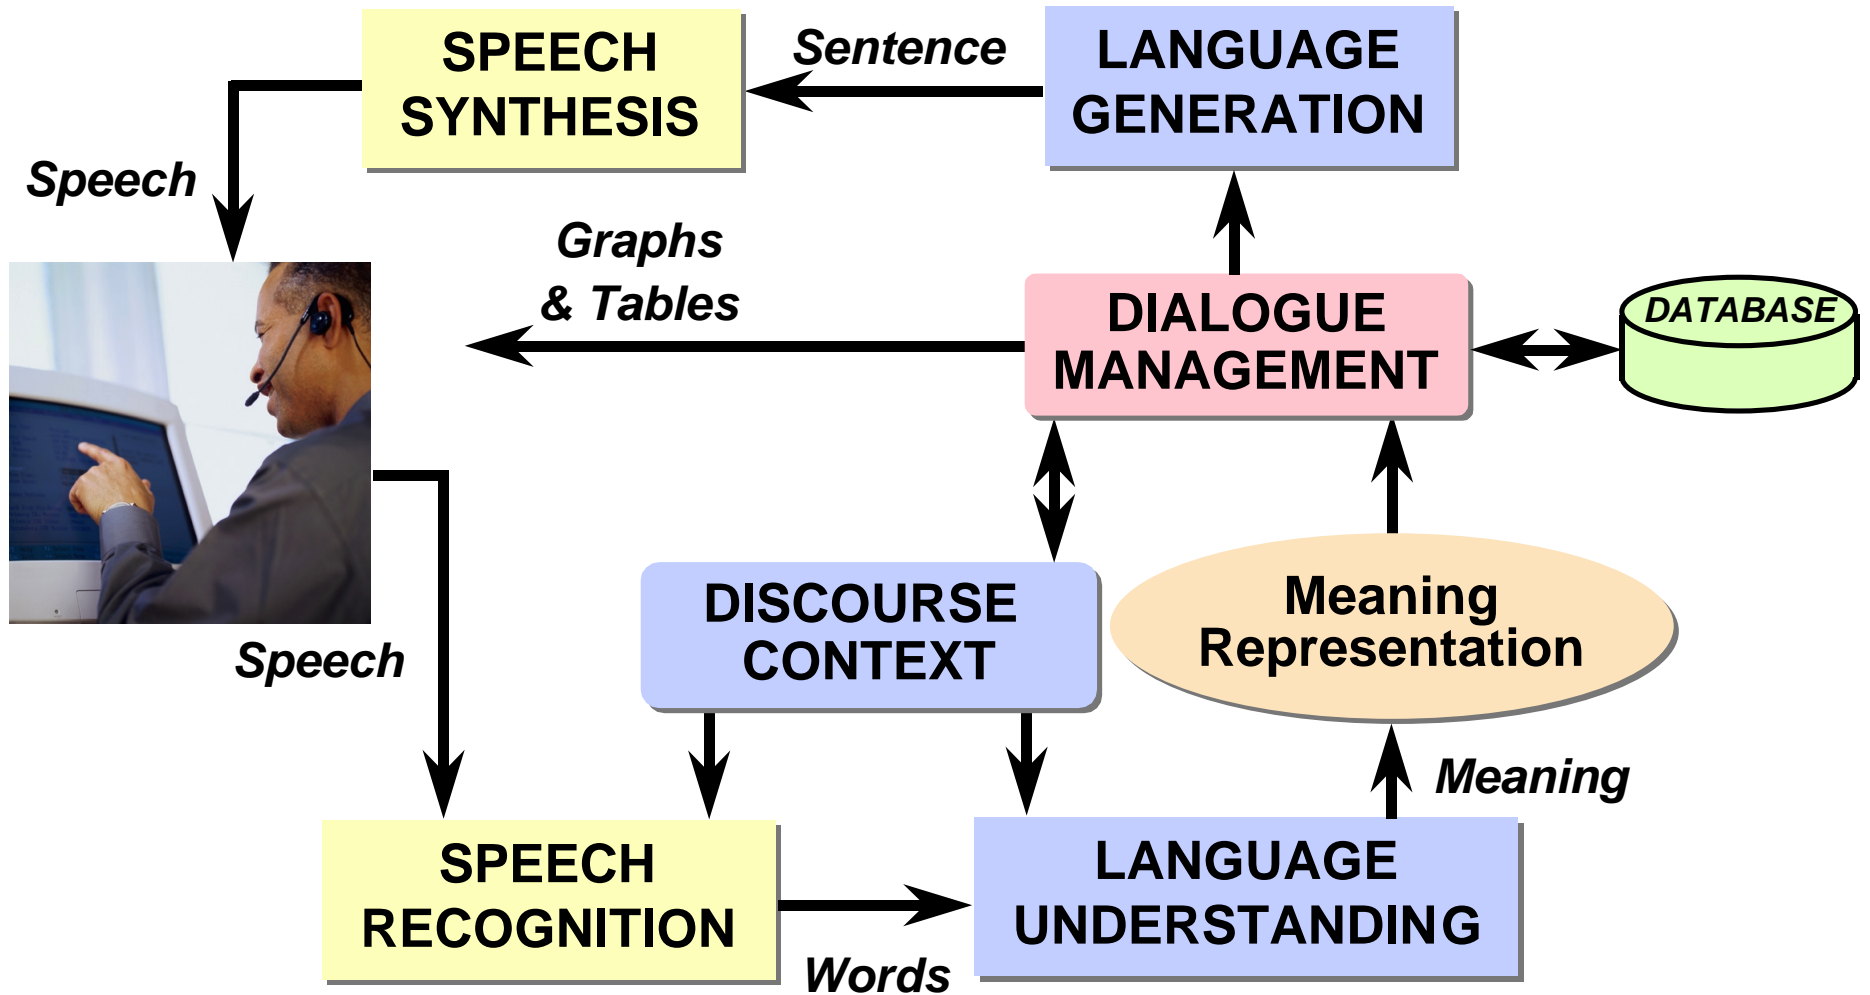 SPEECH
SYNTHESIS
Sentence
LANGUAGE
GENERATION
Speech
Graphs
& Tables
DIALOGUE
MANAGEMENT
DATABASE
DISCOURSE
CONTEXT
Meaning
Representation
Speech
Meaning
SPEECH
RECOGNITION
Words
LANGUAGE
UNDERSTANDING